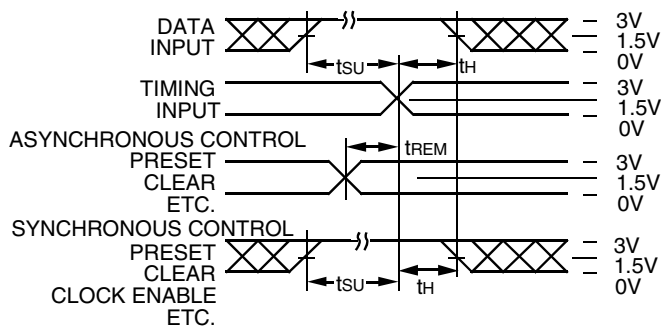 DATA
INPUT
tSU
tH
3V
1.5V
0V
TIMING
INPUT
3V
1.5V
0V
ASYNCHRONOUS CONTROL
PRESET
CLEAR
ETC.
tREM
3V
1.5V
0V
SYNCHRONOUS CONTROL
PRESET
CLEAR
CLOCK ENABLE
ETC.
tSU
tH
3V
1.5V
0V